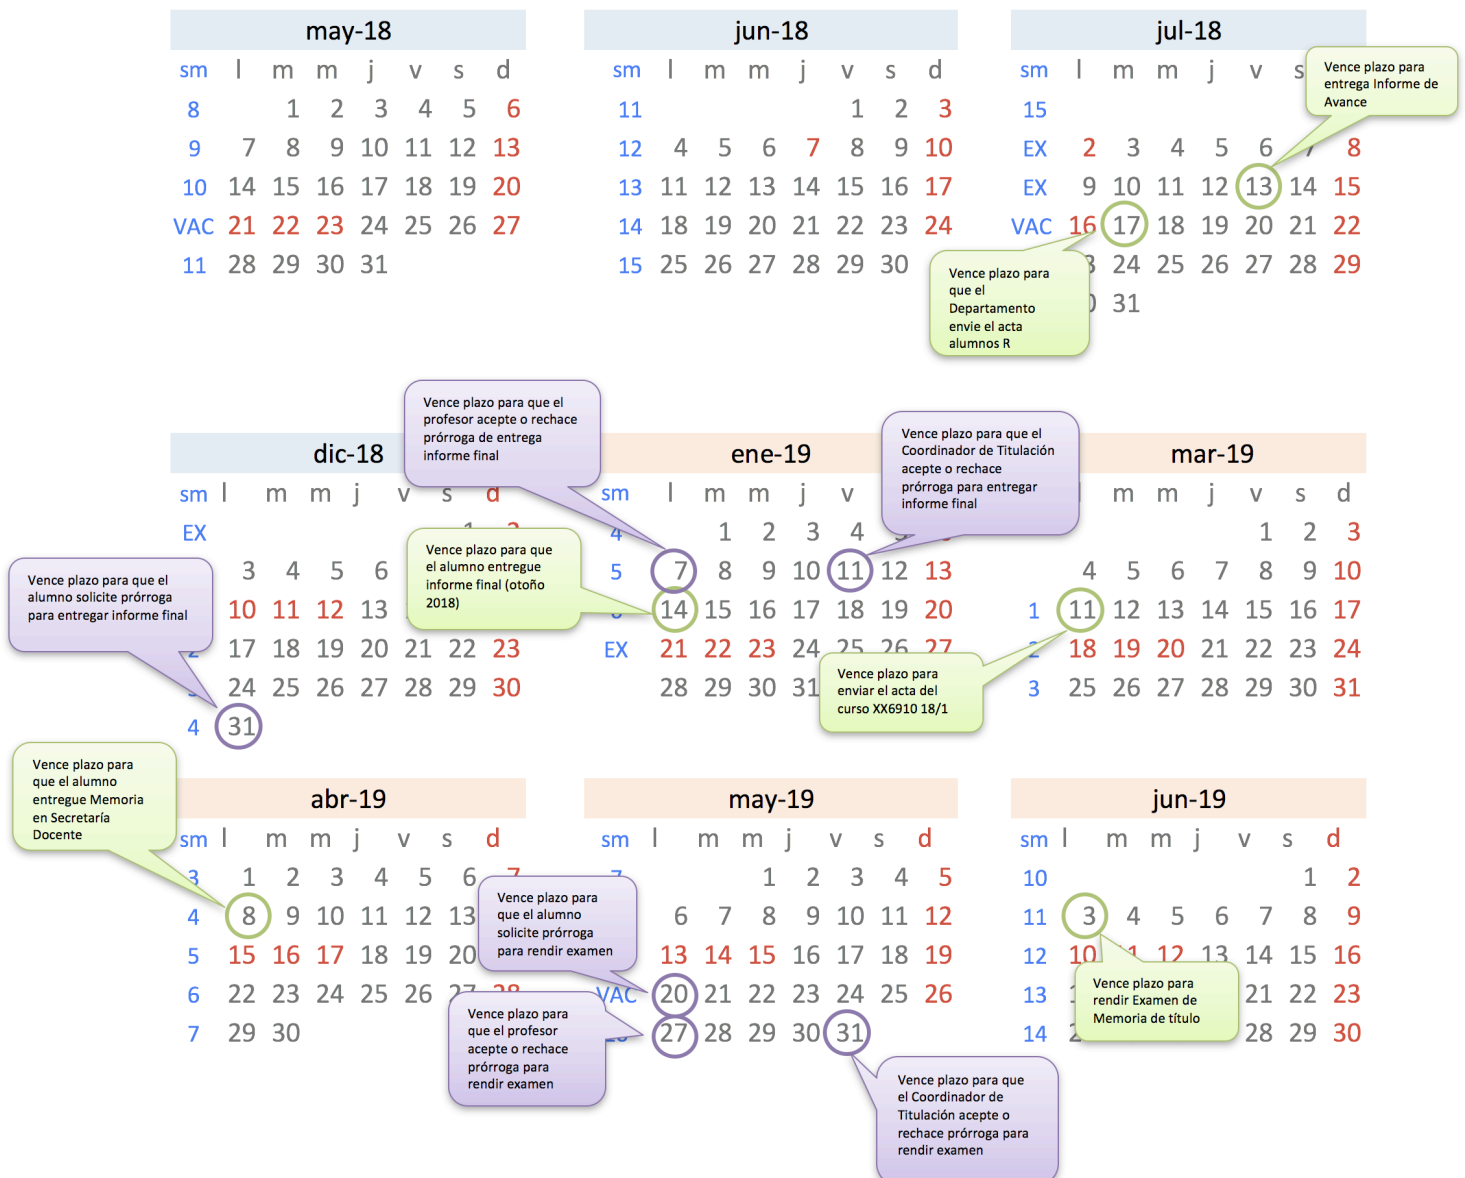 may-18
sm l m m j v s d
8 1 2 3 4 5 6
9 7 8 9 10 11 12 13
10 14 15 16 17 18 19 20
VAC 21 22 23 24 25 26 27
11 28 29 30 31
jun-18
sm l m m j v s d
11 1 2 3
12 4 5 6 7 8 9 10
13 11 12 13 14 15 16 17
14 18 19 20 21 22 23 24
15 25 26 27 28 29 30
jul-18
sm l m m j v s
15
EX 2 3 4 5 6 7 8
EX 9 10 11 12 13 14 15
VAC 16 17 18 19 20 21 22
24 25 26 27 28 29
31
Vence plazo para
entrega Informe de
Avance
Vence plazo para
que el
Departamento
envie el acta
alumnos R
dic-18
sm l m m j v s d
EX
3 4 5 6
10 11 12 13
2 17 18 19 20 21 22 23
24 25 26 27 28 29 30
4 31
Vence plazo para que el
alumno solicite prórroga
para entregar informe final
Vence plazo para que el
profesor acepte o rechace
prórroga de entrega
informe final
Vence plazo para que
el alumno entregue
informe final (otoño
2018)
ene-19
sm l m m j v
4 1 2 3 4 5
5 7 8 9 10 11 12 13
14 15 16 17 18 19 20
EX 21 22 23 24 25 26 27
28 29 30 31
Vence plazo para que el
Coordinador de Titulación
acepte o rechace
prórroga para entregar
informe final
Vence plazo para
enviar el acta del
curso XX6910 18/1
mar-19
m m j v s d
1 2 3
4 5 6 7 8 9 10
1 11 12 13 14 15 16 17
2 18 19 20 21 22 23 24
3 25 26 27 28 29 30 31
Vence plazo para
que el alumno
entregue Memoria
en Secretaría
Docente
abr-19
sm l m m j v s d
3 1 2 3 4 5 6 7
4 8 9 10 11 12 13
5 15 16 17 18 19 20
6 22 23 24 25 26 27 28
7 29 30
may-19
sm l m m j v s d
7 1 2 3 4 5
6 7 8 9 10 11 12
13 14 15 16 17 18 19
VAC 20 21 22 23 24 25 26
27 28 29 30 31
Vence plazo para
que el alumno
solicite prórroga
para rendir examen
Vence plazo para
que el profesor
acepte o rechace
prórroga para
rendir examen
Vence plazo para que
el Coordinador de
Titulación acepte o
rechace prórroga para
rendir examen
jun-19
sm l m m j v s d
10 1 2
11 3 4 5 6 7 8 9
12 10 11 12 13 14 15 16
13 21 22 23
14 28 29 30
Vence plazo para
rendir Examen de
Memoria de título